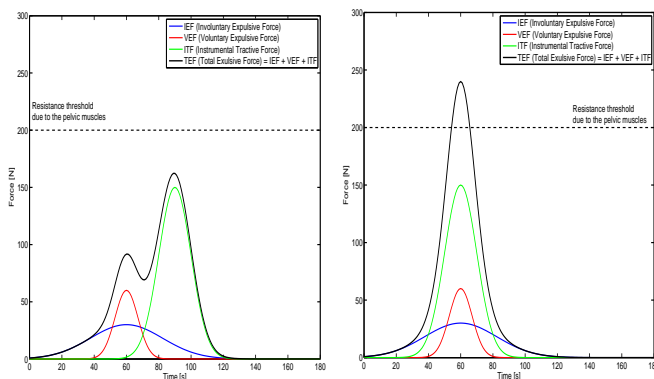 IEF (Involuntary Expulsive Force)
VEF (Voluntary Expulsive Force)
ITF (Instrumental Tractive Force)
TEF (Total Exulsive Force) = IEF + VEF + ITF
Resistance threshold
due to the pelvic muscles
Force [N]
300
250
200
150
100
50
0
0 20 40 60 80 100 120 140 160 180
Time [s]
IEF (Involuntary Expulsive Force)
VEF (Voluntary Expulsive Force)
ITF (Instrumental Tractive Force)
TEF (Total Exulsive Force) = IEF + VEF + ITF
Resistance threshold
due to the pelvic muscles
Force [N]
300
250
200
150
100
50
0
0 20 40 60 80 100 120 140 160 180
Time [s]